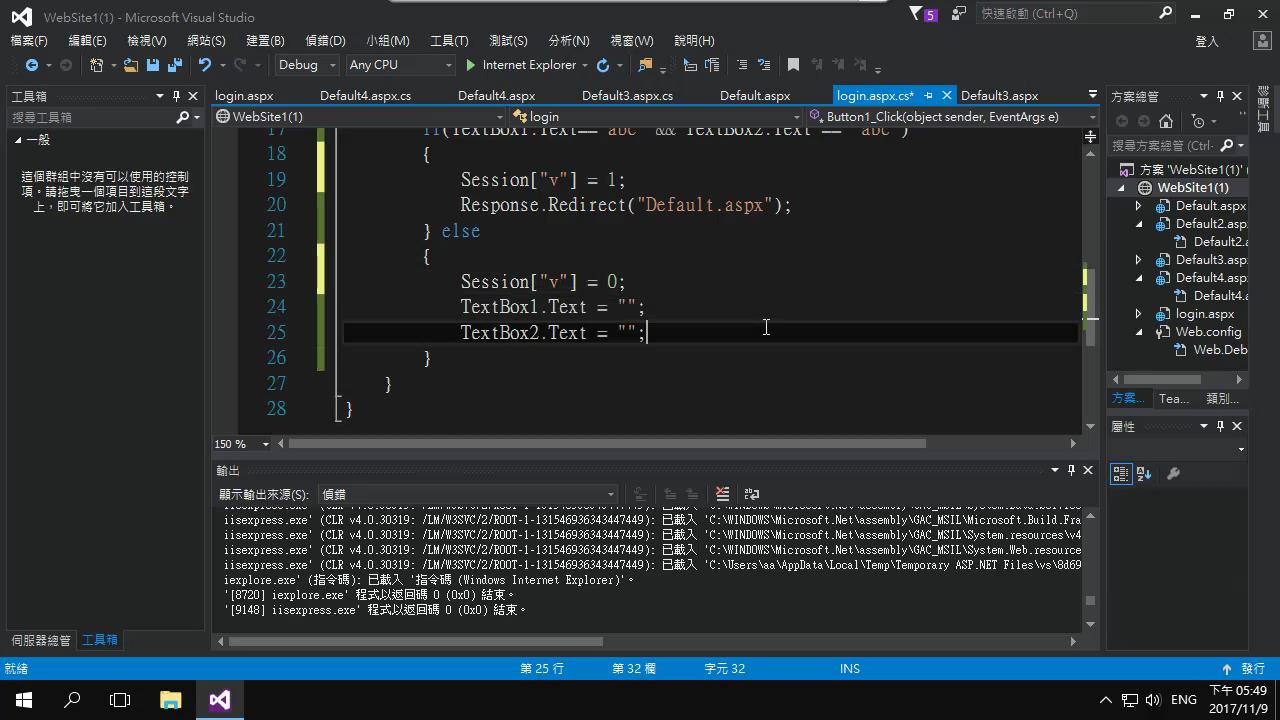 WebSite1(1) - Microsoft Visual Studio
5
快速啟動 (Ctrl+Q)
檔案(F) 編輯(E) 檢視(V) 網站(S) 建置(B) 偵錯(D) 小組(M) 工具(T) 測試(S) 分析(N) 視窗(W) 說明(H)
登入
Debug Any CPU Internet Explorer
工具箱
搜尋工具箱
一般
這個群組中沒有可以使用的控制
項。請拖曳一個項目到這段文字
上，即可將它加入工具箱。
伺服器總管 工具箱
login.aspx Default4.aspx.cs Default4.aspx Default3.aspx.cs Default.aspx login.aspx.cs* Default3.aspx
WebSite1(1) login Button1_Click(object sender, EventArgs e)
17 if(TextBox1.Text=="abc" && TextBox2.Text == "abc")
18 {
19 Session["v"] = 1;
20 Response.Redirect("Default.aspx");
21 } else
22 {
23 Session["v"] = 0;
24 TextBox1.Text = "";
25 TextBox2.Text = "";
26 }
27 }
28 }
150 %
輸出
顯示輸出來源(S): 偵錯
iisexpress.exe' (CLR v4.0.30319: /LM/W3SVC/2/ROOT-1-131546936343447449): 已載入 'C:\WINDOWS\Microsoft.Net\assembly\GAC_MSIL\Microsoft.Build.Fra
iisexpress.exe' (CLR v4.0.30319: /LM/W3SVC/2/ROOT-1-131546936343447449): 已載入 'C:\WINDOWS\Microsoft.Net\assembly\GAC_MSIL\System.resources\v4
iisexpress.exe' (CLR v4.0.30319: /LM/W3SVC/2/ROOT-1-131546936343447449): 已載入 'C:\WINDOWS\Microsoft.Net\assembly\GAC_MSIL\System.Web.resource
iisexpress.exe' (CLR v4.0.30319: /LM/W3SVC/2/ROOT-1-131546936343447449): 已載入 'C:\Users\aa\AppData\Local\Temp\Temporary ASP.NET Files\vs\8d69
iexplore.exe' (指令碼): 已載入 '指令碼 (Windows Internet Explorer)'。
'[8720] iexplore.exe' 程式以返回碼 0 (0x0) 結束。
'[9148] iisexpress.exe' 程式以返回碼 0 (0x0) 結束。
方案總管
搜尋方案總管 (Ctrl-
方案 'WebSite1(1)' (
WebSite1(1)
Default.aspx
Default2.asp
Default2.a
Default3.asp
Default4.asp
Default4.a
login.aspx
Web.config
Web.Deb
方案... Tea... 類別...
屬性
就緒 第 25 行 第 32 欄 字元 32 INS 發行
ENG
下午 05:49
2017/11/9